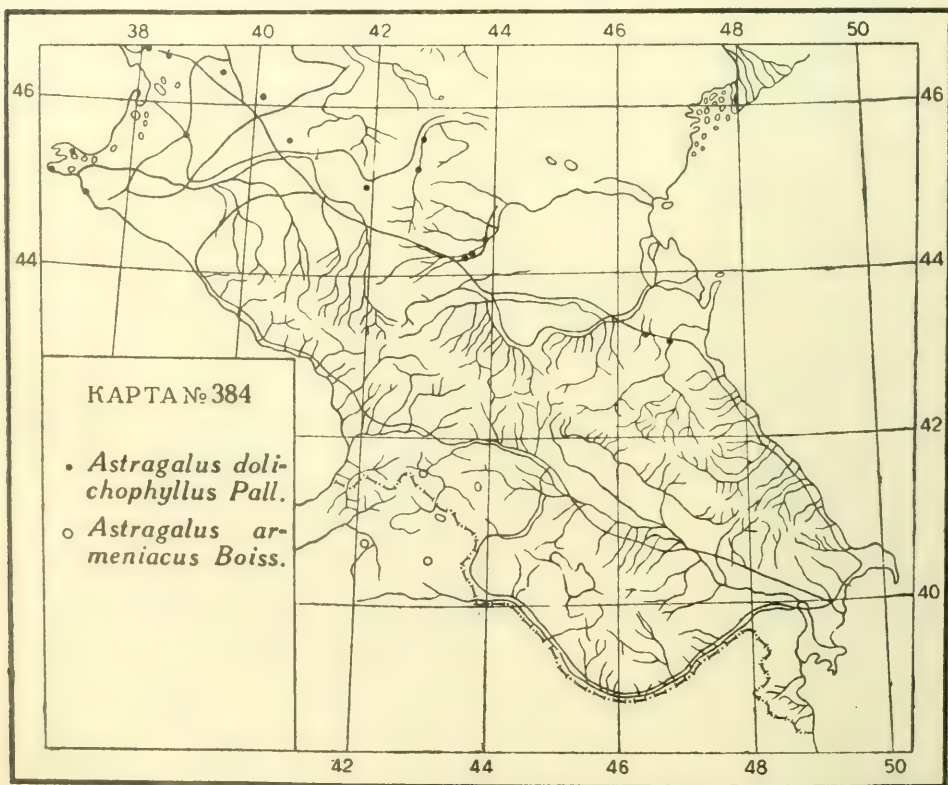 38 40 42 44 46 48 50
46 46
44 44
КАРТА № 384
Astragalus doli-
chophyllus Pall.
42 42
Astragalus ar-
meniacus Boiss.
40 40
42 44 46 48 50